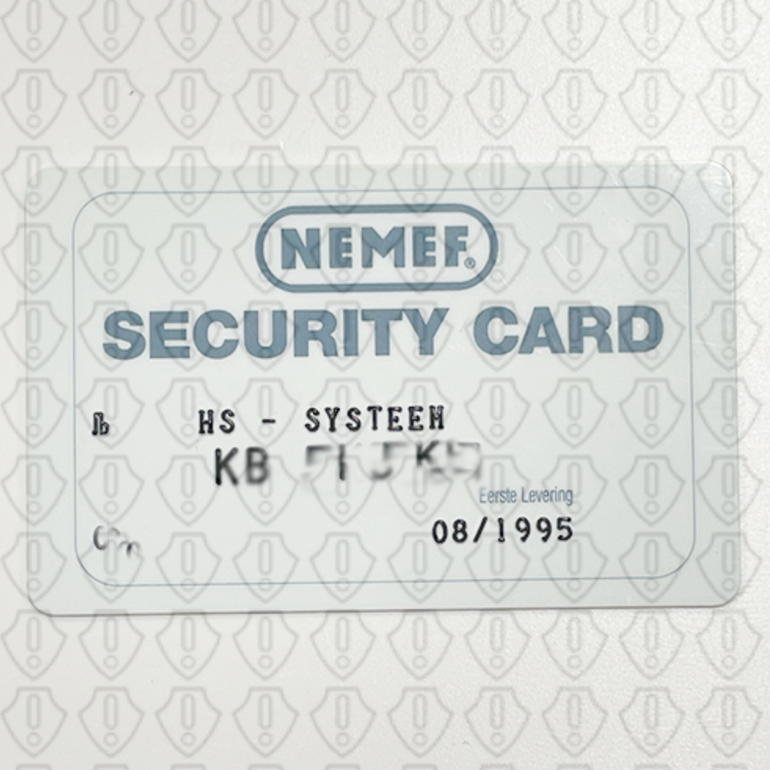 NEMEF®
SECURITY CARD
HS - SYSTEEM
KB
Eerste Levering
08/1995